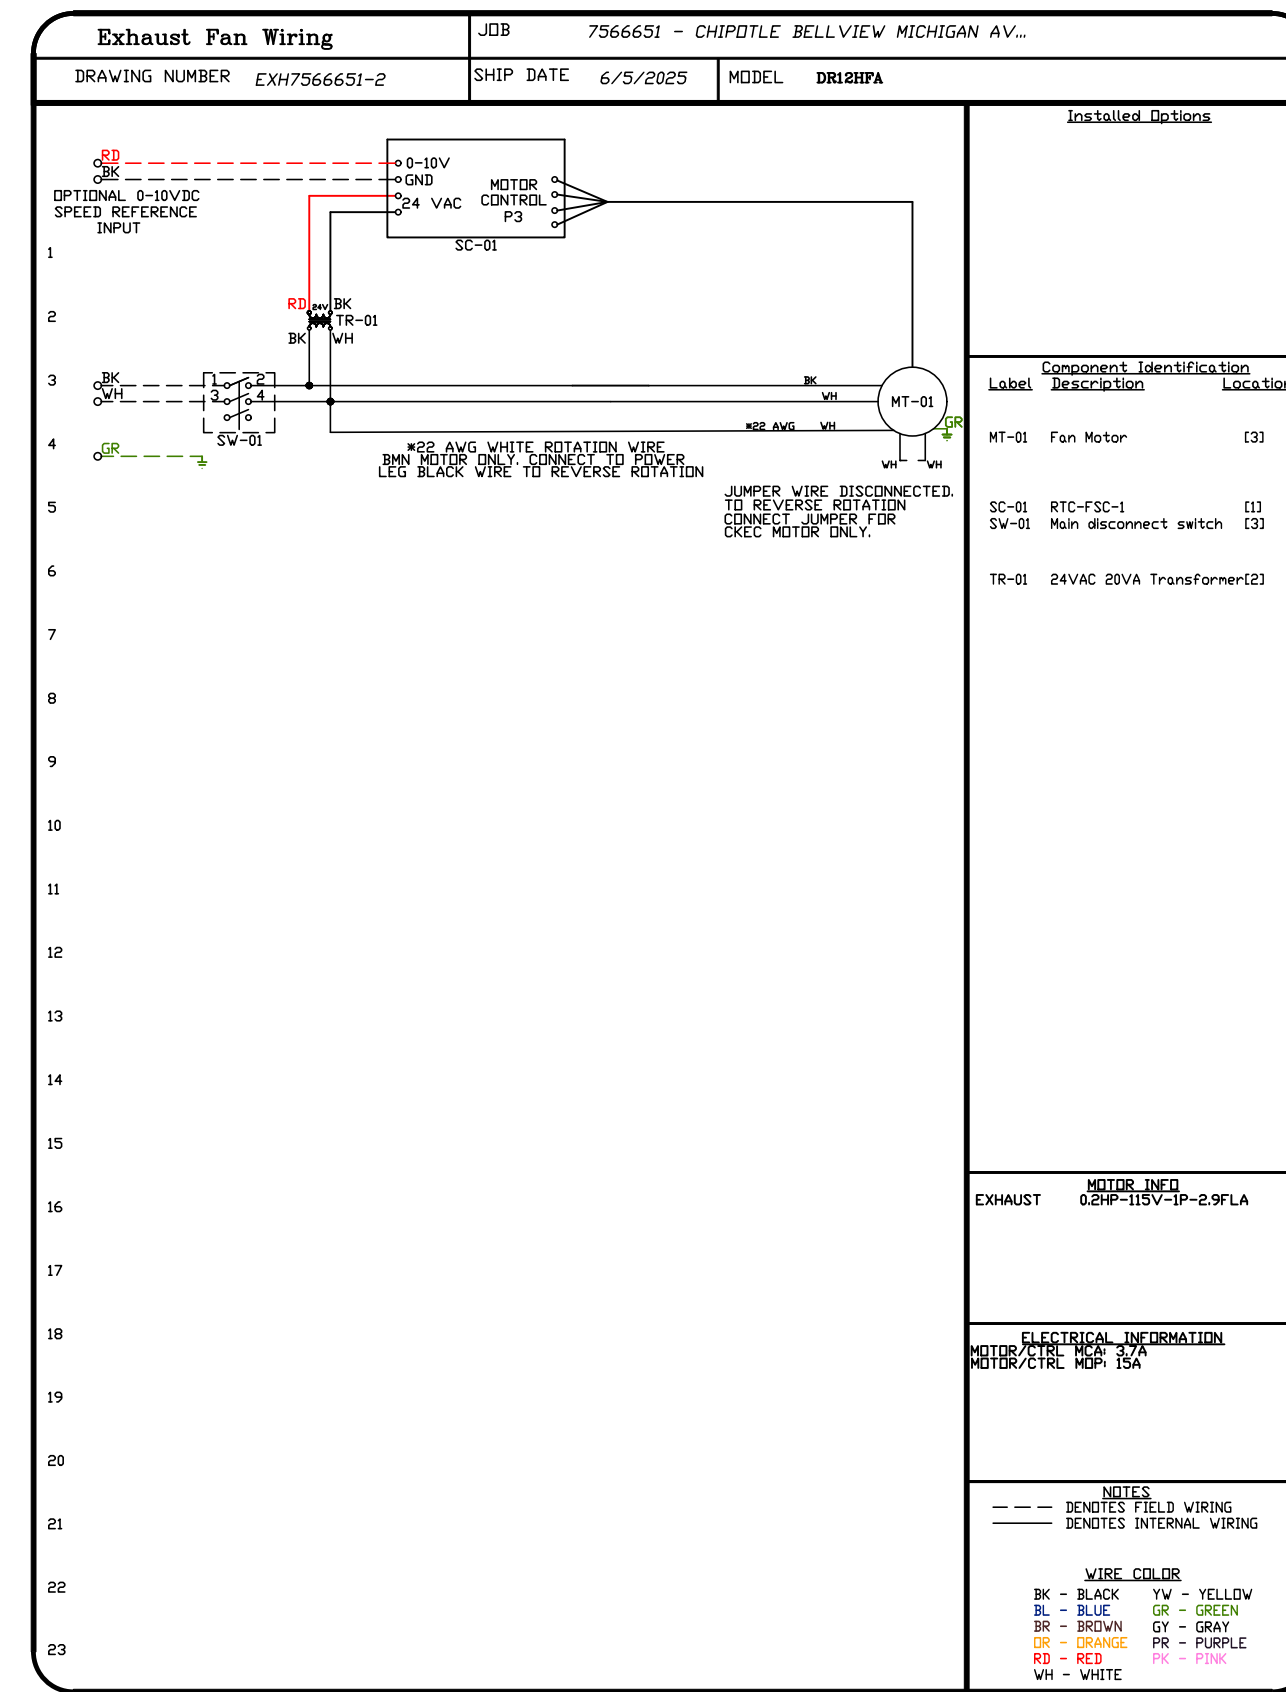 Exhaust Fan Wiring
JOB 7566651 - CHIPOTLE BELLVIEW MICHIGAN AV...
DRAWING NUMBER EXH7566651-2
SHIP DATE 6/5/2025
MODEL DR12HFA
Installed Options
RD
BK
OPTIONAL 0-10VDC
SPEED REFERENCE
INPUT
0-10V
GND
24 VAC
MOTOR
CONTROL
P3
SC-01
1
RD 24V BK
2
TR-01
BK WH
3
BK
WH
1 2
3 4
SW-01
BK
WH
MT-01
*22 AWG WH
GR
4
GR
*22 AWG WHITE ROTATION WIRE
BMN MOTOR ONLY. CONNECT TO POWER
LEG BLACK WIRE TO REVERSE ROTATION
WH WH
JUMPER WIRE DISCONNECTED.
TO REVERSE ROTATION
CONNECT JUMPER FOR
CKEC MOTOR ONLY.
5
6
7
8
9
10
11
12
13
14
15
16
17
18
19
20
21
22
23
Component Identification
Label Description Location
MT-01 Fan Motor [3]
SC-01 RTC-FSC-1 [1]
SW-01 Main disconnect switch [3]
TR-01 24VAC 20VA Transformer[2]
MOTOR INFO
EXHAUST 0.2HP-115V-1P-2.9FLA
ELECTRICAL INFORMATION
MOTOR/CTRL MCA: 3.7A
MOTOR/CTRL MOP: 15A
NOTES
DENOTES FIELD WIRING
DENOTES INTERNAL WIRING
WIRE COLOR
BK - BLACK YW - YELLOW
BL - BLUE GR - GREEN
BR - BROWN GY - GRAY
OR - ORANGE PR - PURPLE
RD - RED PK - PINK
WH - WHITE